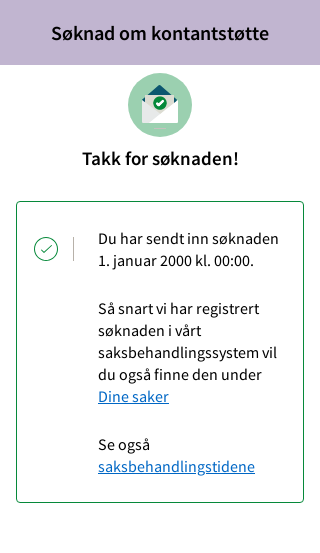 Søknad om kontantstøtte
Takk for søknaden!
Du har sendt inn søknaden
1. januar 2000 kl. 00:00.
Så snart vi har registrert
søknaden i vårt
saksbehandlingssystem vil
du også finne den under
Dine saker
Se også
saksbehandlingstidene